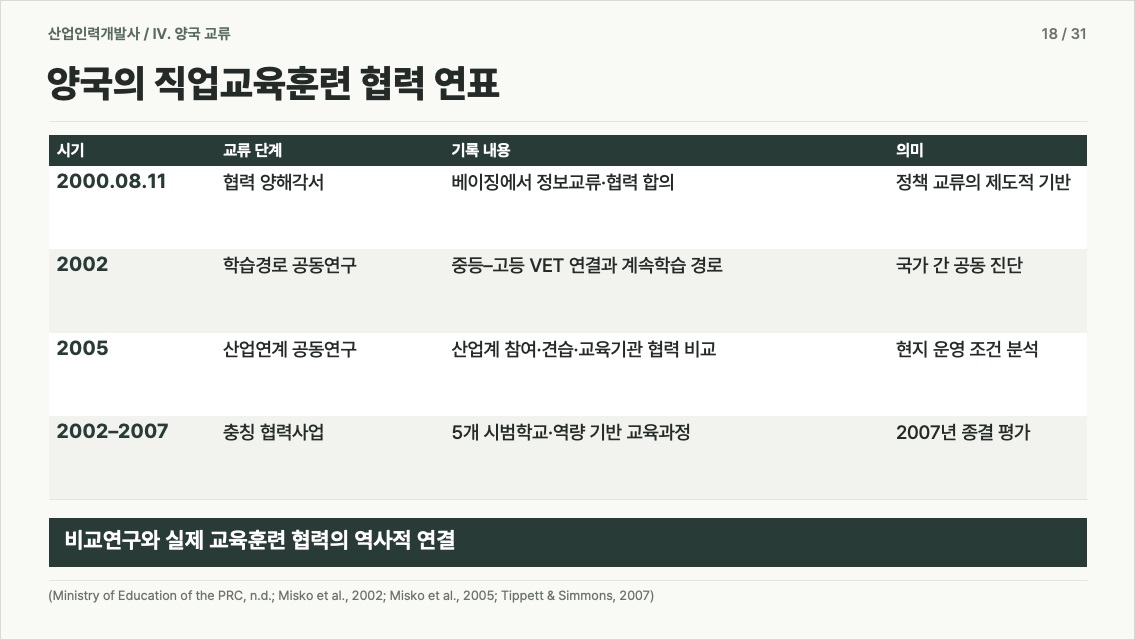 산업인력개발사 / IV. 양국 교류
18 / 31
양국의 직업교육훈련 협력 연표
시기 교류 단계 기록 내용 의미
2000.08.11 협력 양해각서 베이징에서 정보교류·협력 합의 정책 교류의 제도적 기반
2002 학습경로 공동연구 중등–고등 VET 연결과 계속학습 경로 국가 간 공동 진단
2005 산업연계 공동연구 산업계 참여·견습·교육기관 협력 비교 현지 운영 조건 분석
2002–2007 충칭 협력사업 5개 시범학교·역량 기반 교육과정 2007년 종결 평가
비교연구와 실제 교육훈련 협력의 역사적 연결
(Ministry of Education of the PRC, n.d.; Misko et al., 2002; Misko et al., 2005; Tippett & Simmons, 2007)